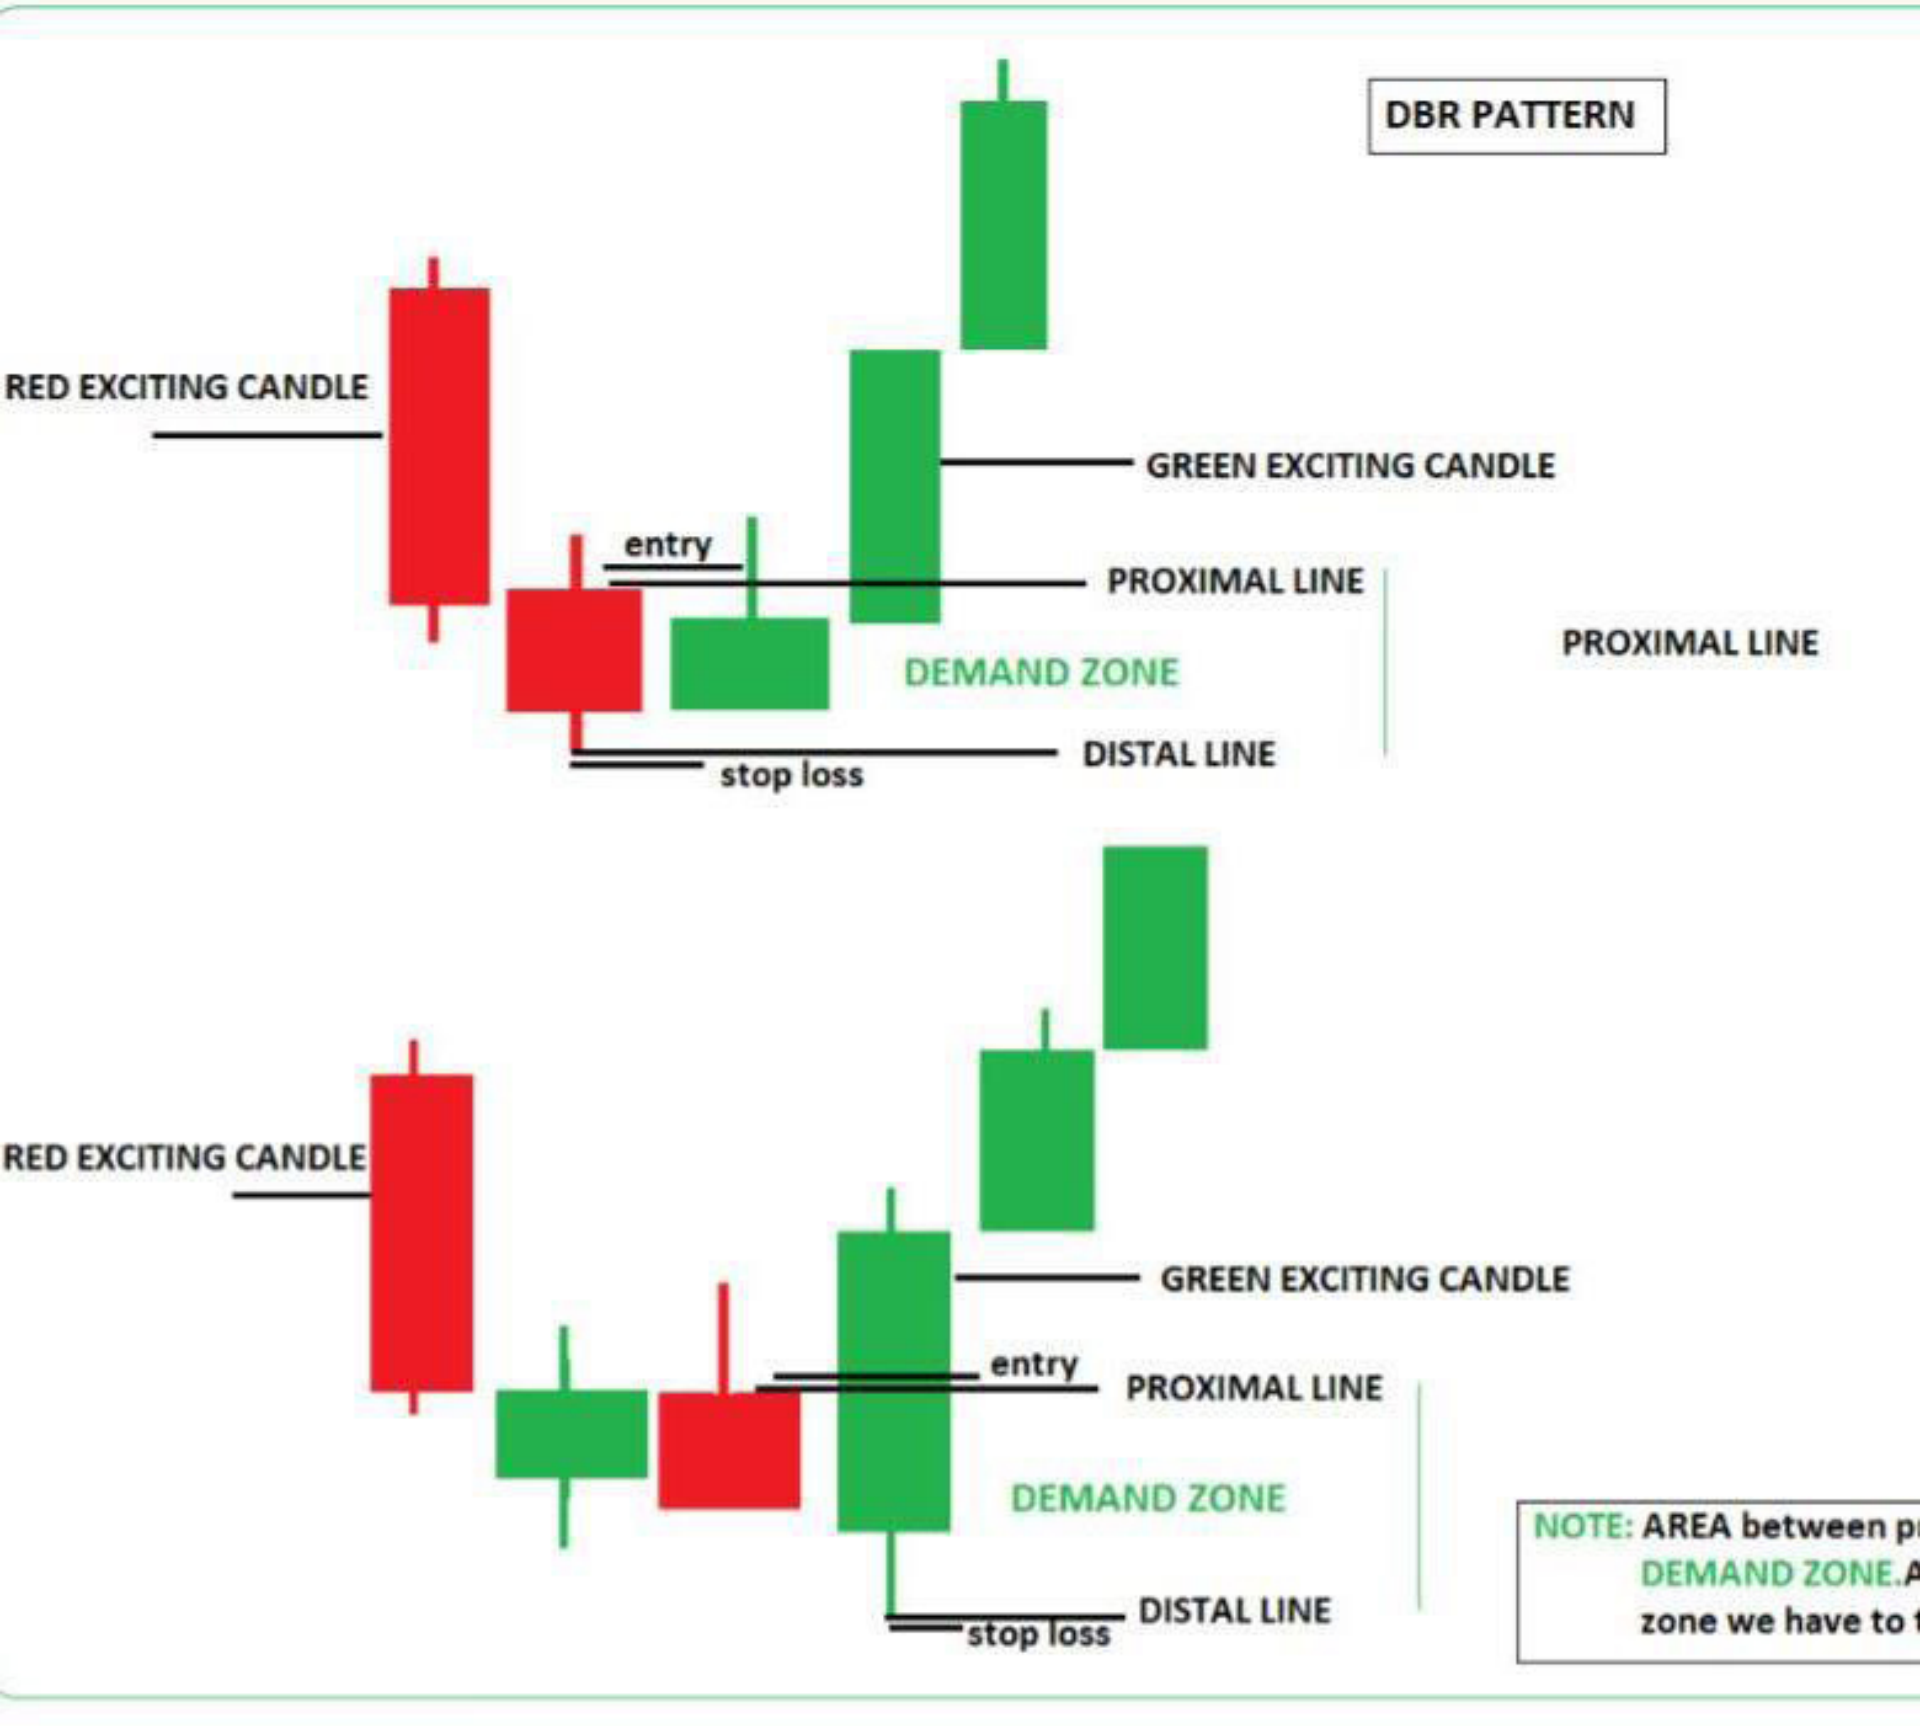 DBR PATTERN
RED EXCITING CANDLE
GREEN EXCITING CANDLE
entry
PROXIMAL LINE
PROXIMAL LINE
DEMAND ZONE
DISTAL LINE
stop loss
RED EXCITING CANDLE
GREEN EXCITING CANDLE
entry
PROXIMAL LINE
DEMAND ZONE
NOTE: AREA between
DEMAND ZONE.
zone we have to
DISTAL LINE
stop loss